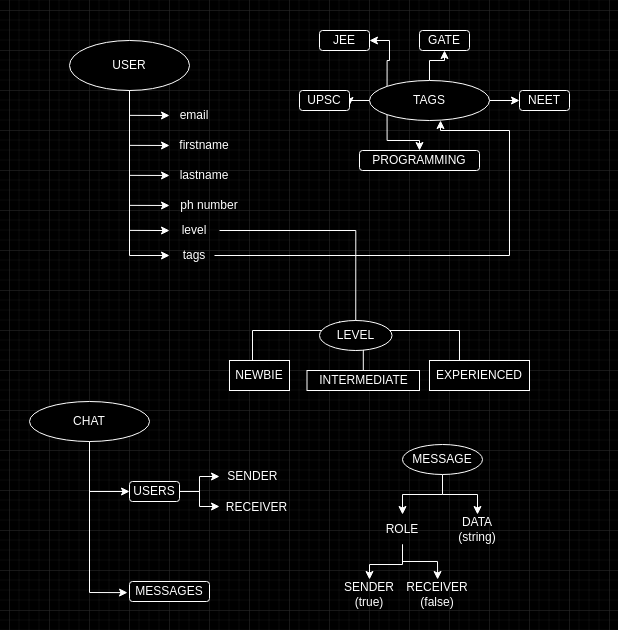 JEE
GATE
USER
TAGS
UPSC
NEET
email
firstname
PROGRAMMING
lastname
ph number
level
tags
LEVEL
NEWBIE
INTERMEDIATE
EXPERIENCED
CHAT
MESSAGE
SENDER
USERS
RECEIVER
ROLE
DATA
(string)
MESSAGES
SENDER
(true)
RECEIVER
(false)